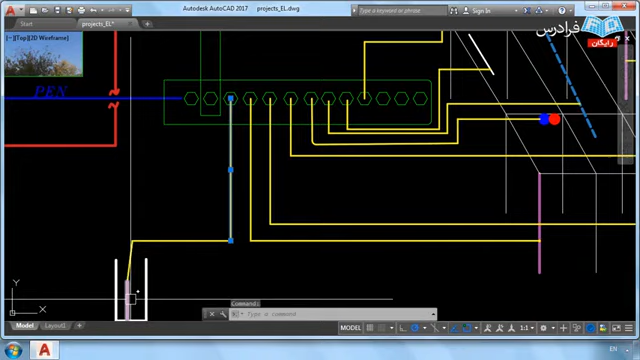 Autodesk AutoCAD 2017 projects_EL.dwg
Type a keyword or phrase
Sign In
Start
projects_EL*
[−][Top][2D Wireframe]
فرادرس
رایگان
PEN
Y
X
Command:
Type a command
Model
Layout1
MODEL
1:1
EN